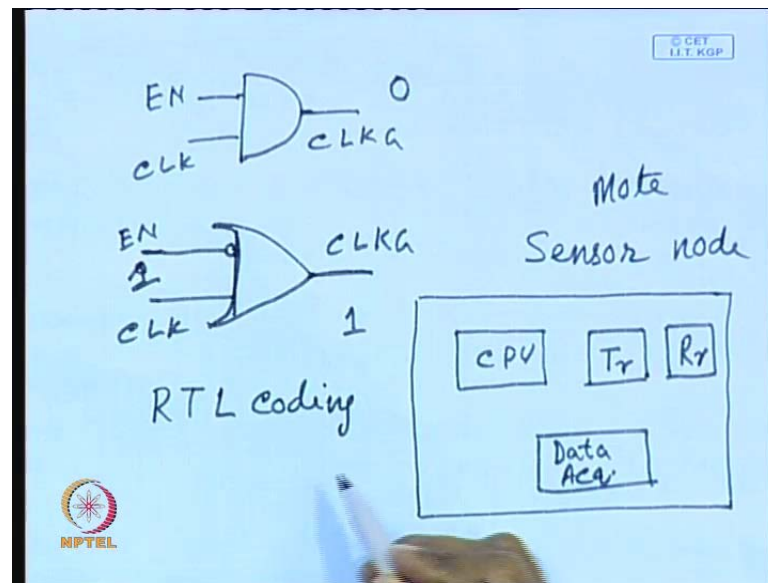 © CET
I.I.T. KGP
EN
0
CLK
CLKG
Mote
Sensor node
EN
CLKG
1
CLK
1
CPU
Tr
Rr
RTL coding
Data
Acq.
NPTEL